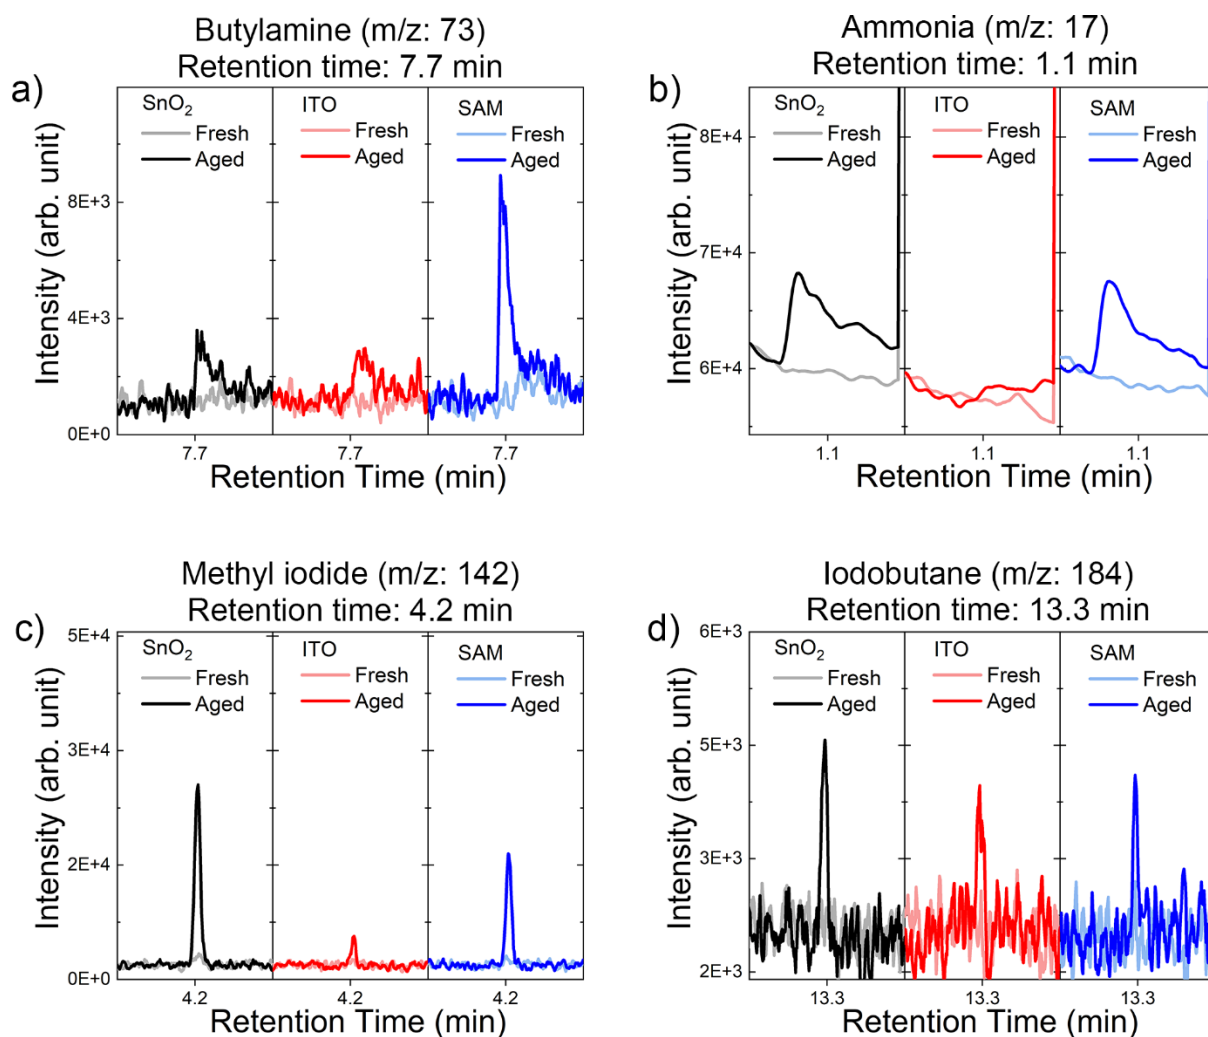 a)
Butylamine (m/z: 73)
Retention time: 7.7 min
Intensity (arb. unit)
8E+3
4E+3
0E+0
SnO₂
Fresh
Aged
ITO
Fresh
Aged
SAM
Fresh
Aged
7.7
7.7
7.7
Retention Time (min)
b)
Ammonia (m/z: 17)
Retention time: 1.1 min
Intensity (arb. unit)
8E+4
7E+4
6E+4
SnO₂
Fresh
Aged
ITO
Fresh
Aged
SAM
Fresh
Aged
1.1
1.1
1.1
Retention Time (min)
c)
Methyl iodide (m/z: 142)
Retention time: 4.2 min
Intensity (arb. unit)
5E+4
3E+4
2E+4
0E+0
SnO₂
Fresh
Aged
ITO
Fresh
Aged
SAM
Fresh
Aged
4.2
4.2
4.2
Retention Time (min)
d)
Iodobutane (m/z: 184)
Retention time: 13.3 min
Intensity (arb. unit)
6E+3
5E+3
3E+3
2E+3
SnO₂
Fresh
Aged
ITO
Fresh
Aged
SAM
Fresh
Aged
13.3
13.3
13.3
Retention Time (min)